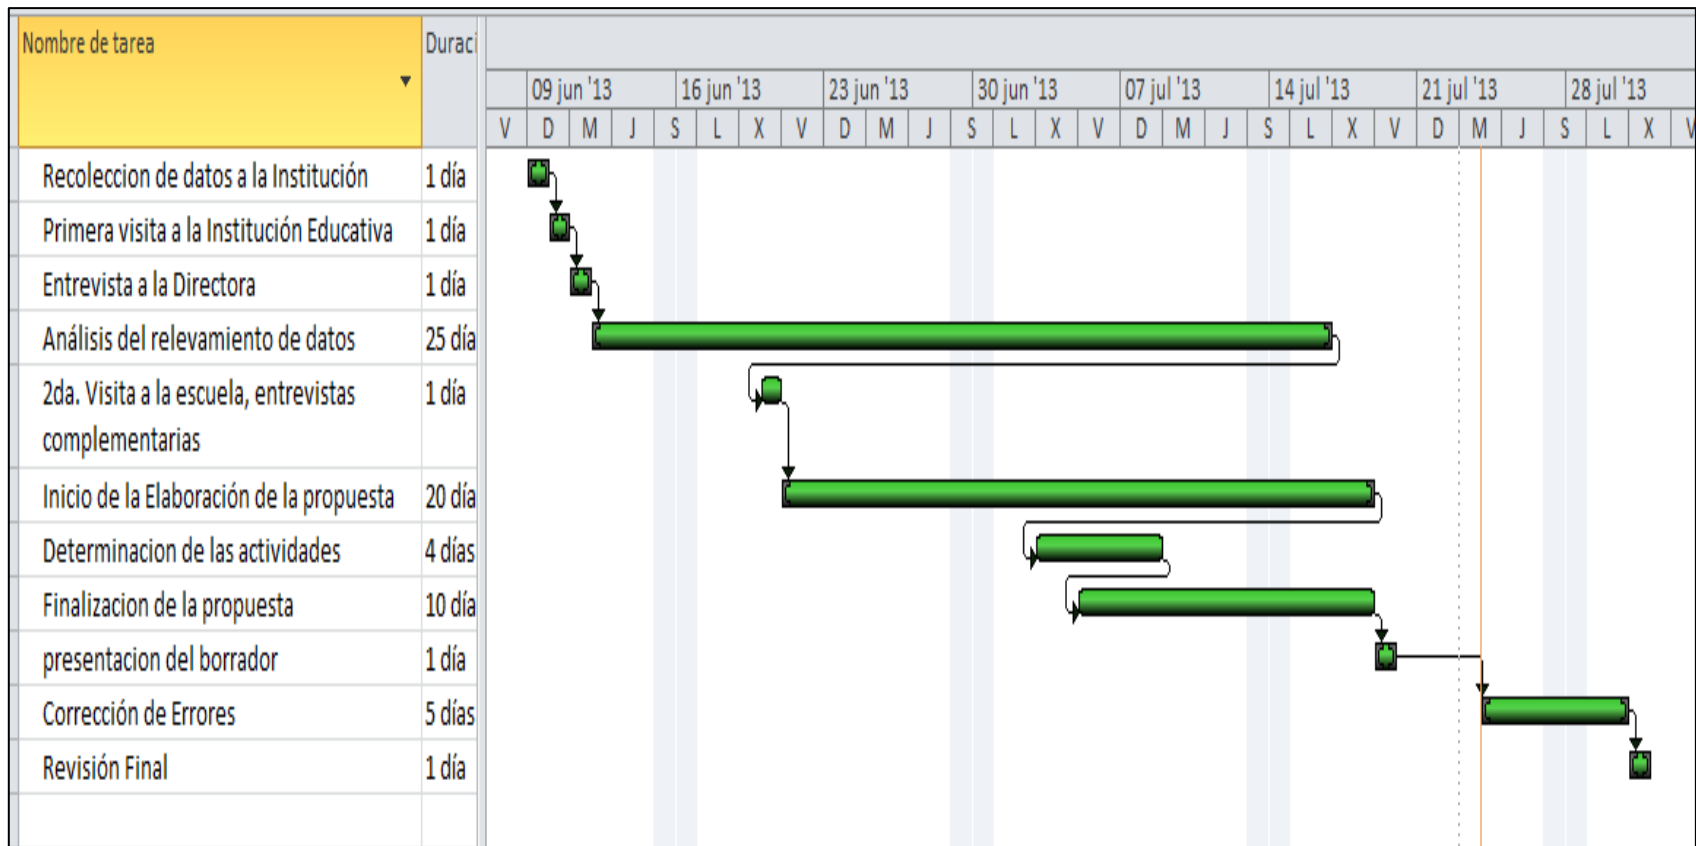 Nombre de tarea
Duraci
09 jun '13 16 jun '13 23 jun '13 30 jun '13 07 jul '13 14 jul '13 21 jul '13 28 jul '13
V D M J S L X V D M J S L X V D M J S L X V D M J S L X V
Recoleccion de datos a la Institución 1 día
Primera visita a la Institución Educativa 1 día
Entrevista a la Directora 1 día
Análisis del relevamiento de datos 25 día
2da. Visita a la escuela, entrevistas 1 día
complementarias
Inicio de la Elaboración de la propuesta 20 día
Determinacion de las actividades 4 días
Finalizacion de la propuesta 10 día
presentacion del borrador 1 día
Corrección de Errores 5 días
Revisión Final 1 día